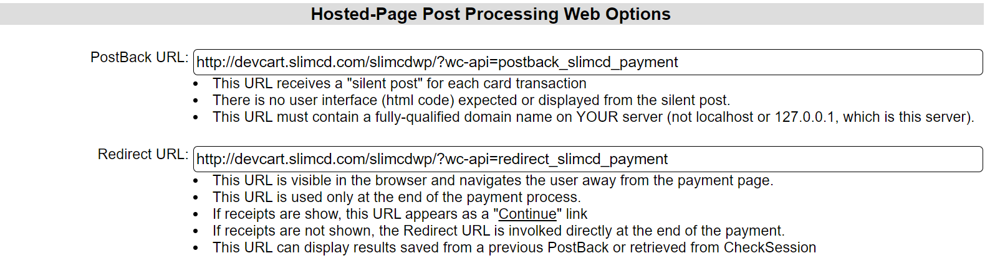 Hosted-Page Post Processing Web Options
PostBack URL: http://devcart.slimcd.com/slimcdwp/?wc-api=postback_slimcd_payment
• This URL receives a "silent post" for each card transaction
• There is no user interface (html code) expected or displayed from the silent post.
• This URL must contain a fully-qualified domain name on YOUR server (not localhost or 127.0.0.1, which is this server).
Redirect URL: http://devcart.slimcd.com/slimcdwp/?wc-api=redirect_slimcd_payment
• This URL is visible in the browser and navigates the user away from the payment page.
• This URL is used only at the end of the payment process.
• If receipts are show, this URL appears as a "Continue" link
• If receipts are not shown, the Redirect URL is involked directly at the end of the payment.
• This URL can display results saved from a previous PostBack or retrieved from CheckSession